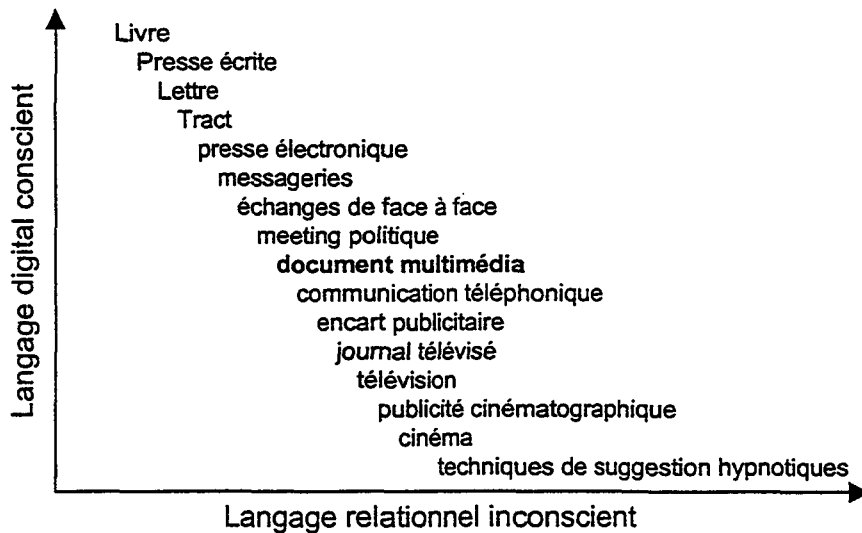 Livre
Presse écrite
Lettre
Tract
presse électronique
messageries
échanges de face à face
meeting politique
document multimédia
communication téléphonique
encart publicitaire
journal télévisé
télévision
publicité cinématographique
cinéma
techniques de suggestion hypnotiques
Langage digital conscient
Langage relationnel inconscient